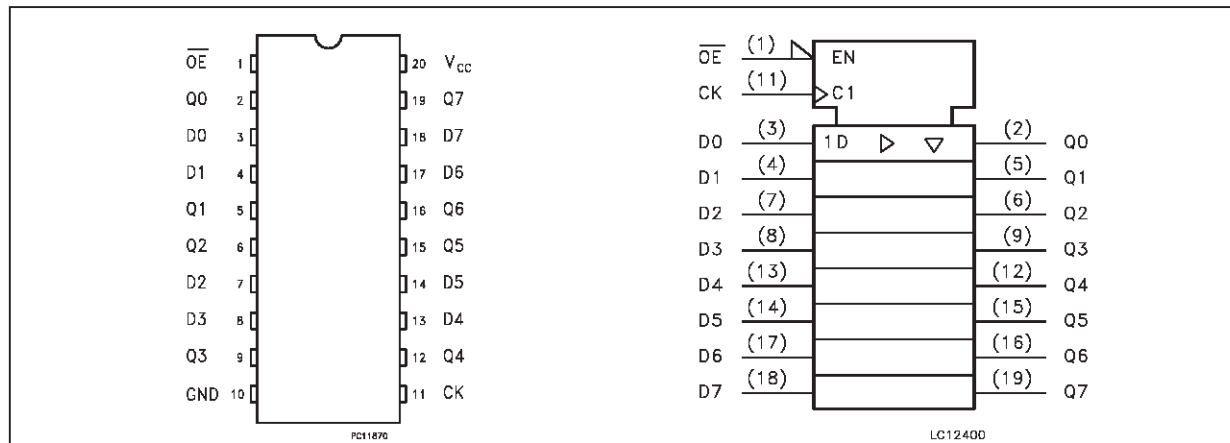 OE 1 20 VCC
Q0 2 19 Q7
D0 3 18 D7
D1 4 17 D6
Q1 5 16 Q6
Q2 6 15 Q5
D2 7 14 D5
D3 8 13 D4
Q3 9 12 Q4
GND 10 11 CK
PC11870
OE (1) EN
CK (11) C1
D0 (3) 1D (2) Q0
D1 (4) (5) Q1
D2 (7) (6) Q2
D3 (8) (9) Q3
D4 (13) (12) Q4
D5 (14) (15) Q5
D6 (17) (16) Q6
D7 (18) (19) Q7
LC12400